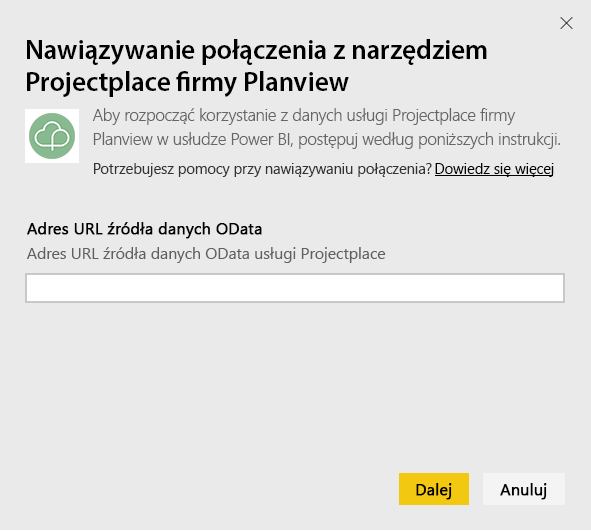 Nawiązywanie połączenia z narzędziem
Projectplace firmy Planview
Aby rozpocząć korzystanie z danych usługi Projectplace firmy
Planview w usłudze Power BI, postępuj według poniższych instrukcji.
Potrzebujesz pomocy przy nawiązywaniu połączenia? Dowiedz się więcej
Adres URL źródła danych OData
Adres URL źródła danych OData usługi Projectplace
Dalej Anuluj